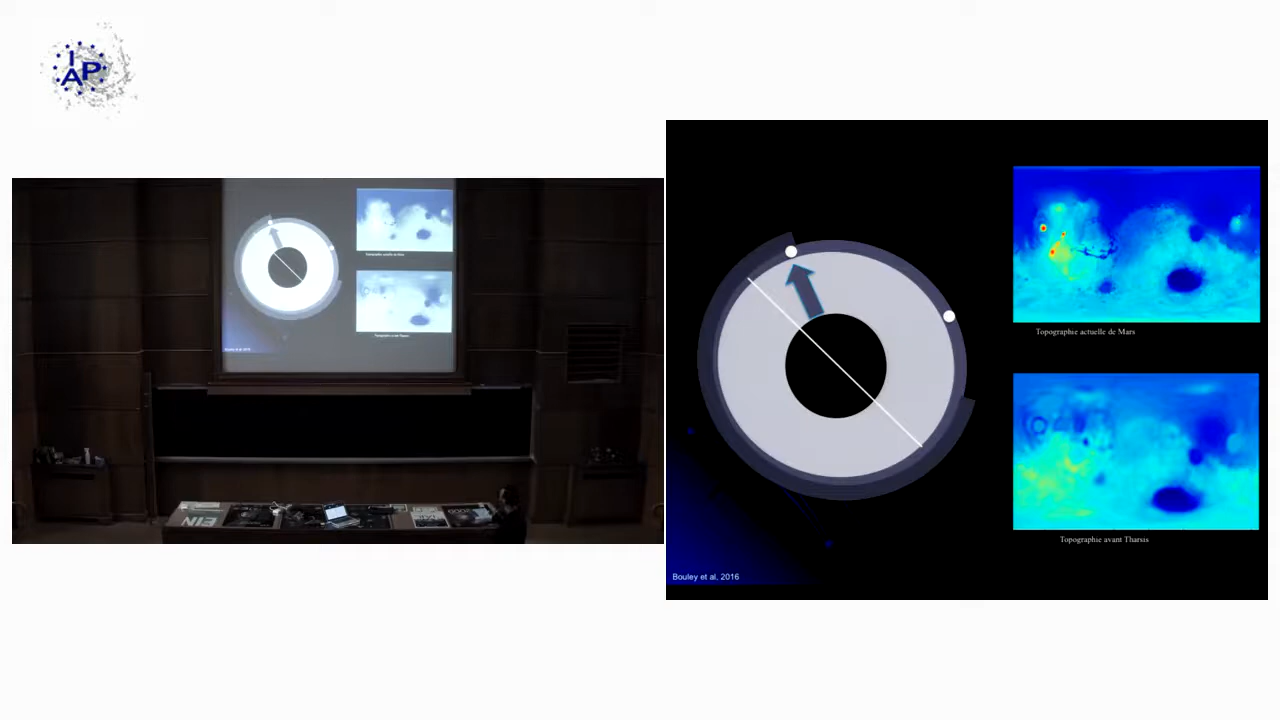 IAP
Topographie actuelle de Mars
Topographie avant Tharsis
Bouley et al. 2016